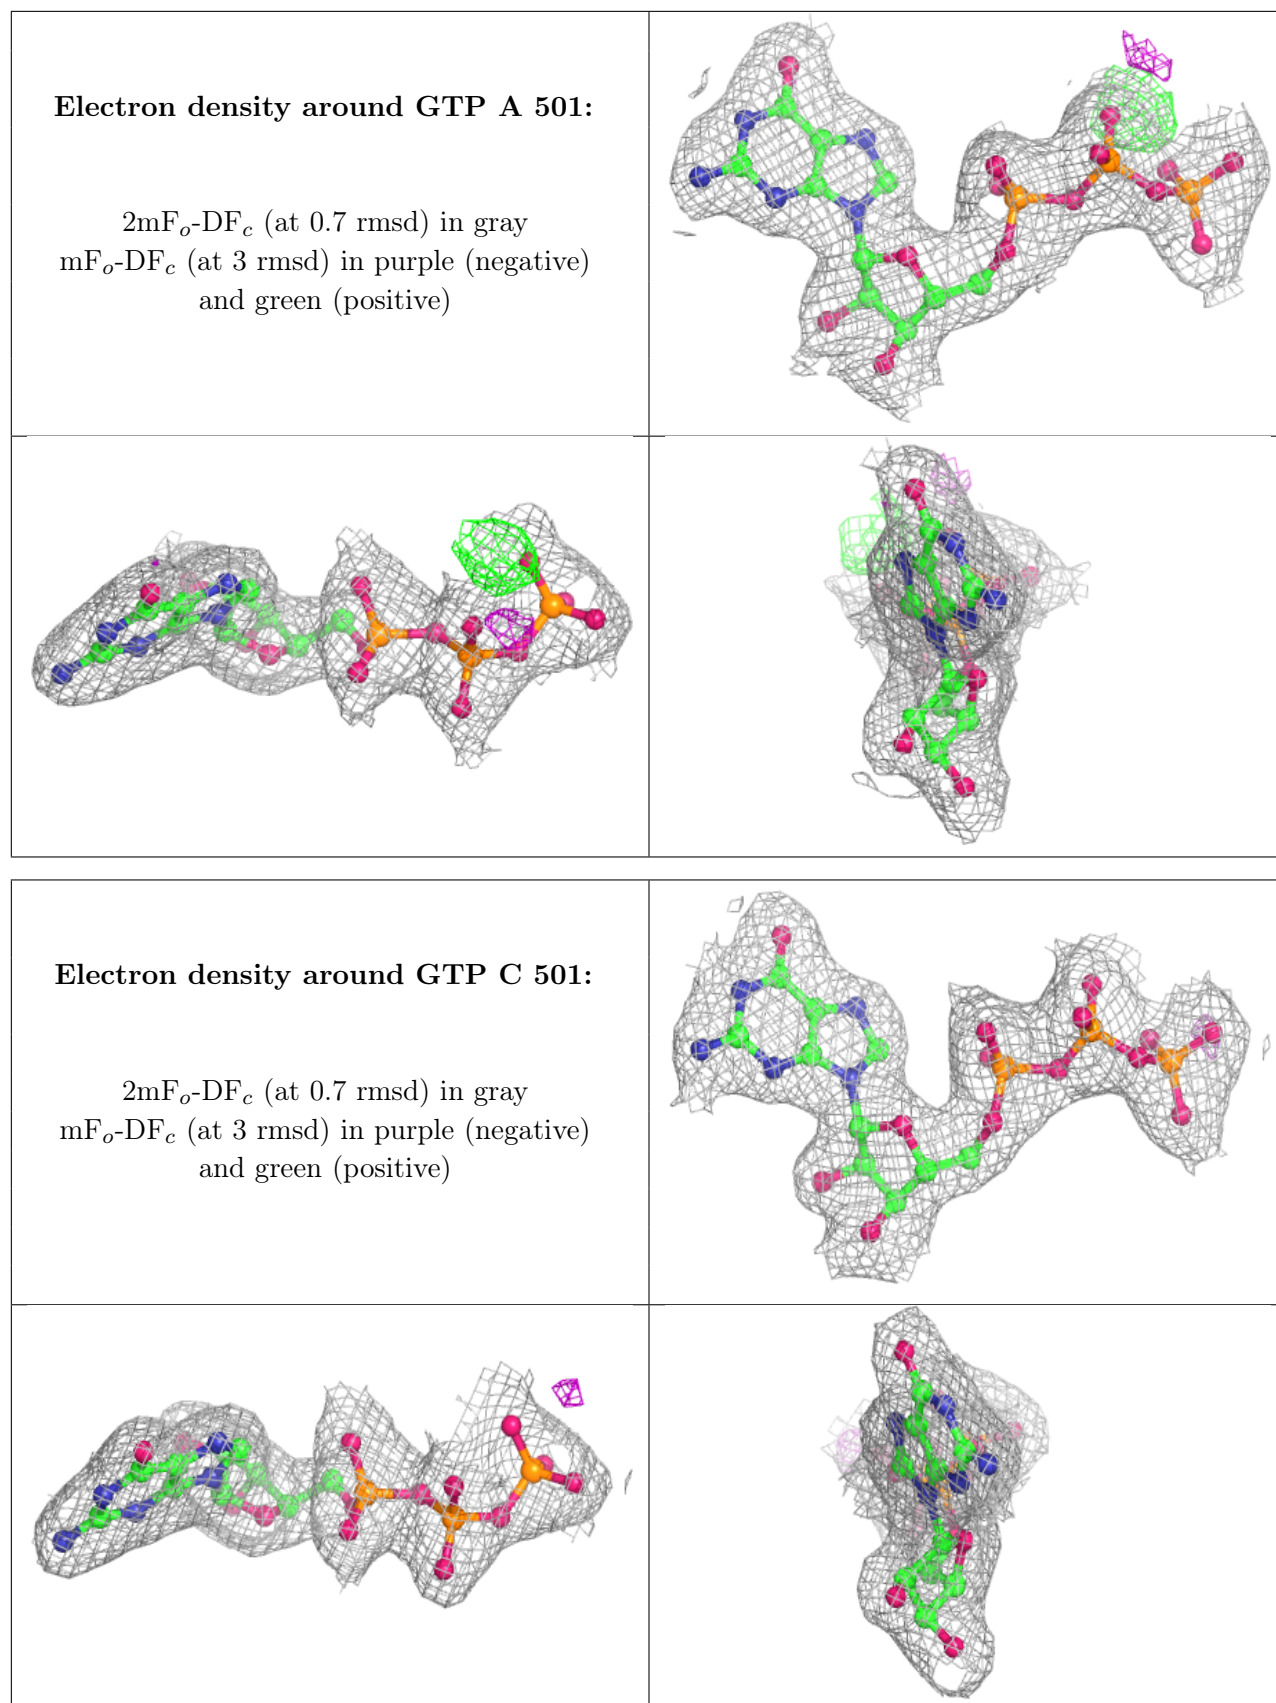 Electron density around GTP A 501:
2mFₒ-DF𝒸 (at 0.7 rmsd) in gray
mFₒ-DF𝒸 (at 3 rmsd) in purple (negative)
and green (positive)
Electron density around GTP C 501:
2mFₒ-DF𝒸 (at 0.7 rmsd) in gray
mFₒ-DF𝒸 (at 3 rmsd) in purple (negative)
and green (positive)